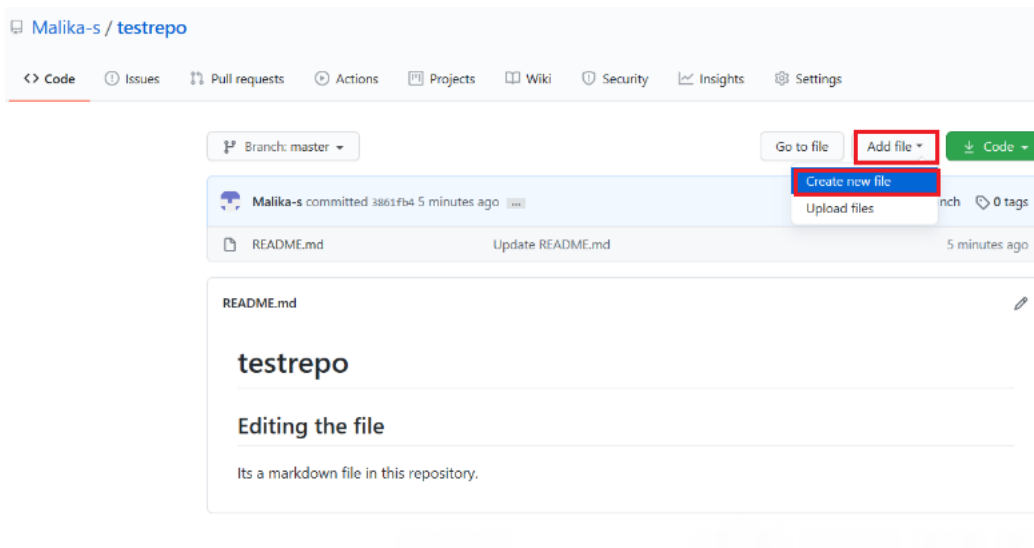 Malika-s / testrepo
<> Code Issues Pull requests Actions Projects Wiki Security Insights Settings
Branch: master Go to file Add file Code
Create new file
Malika-s committed 3861fb4 5 minutes ago ... nch 0 tags
Upload files
README.md Update README.md 5 minutes ago
README.md
testrepo
Editing the file
Its a markdown file in this repository.